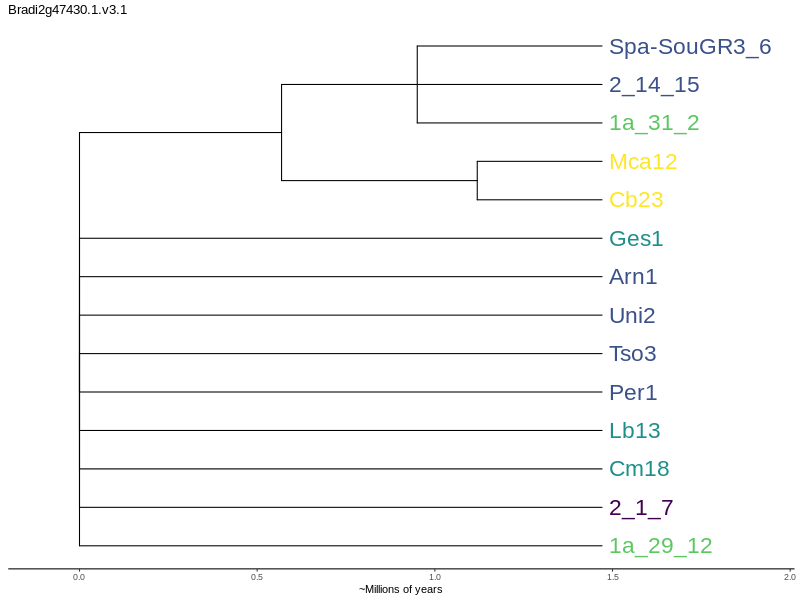 Bradi2g47430.1.v3.1
Spa-SouGR3_6
2_14_15
1a_31_2
Mca12
Cb23
Ges1
Arn1
Uni2
Tso3
Per1
Lb13
Cm18
2_1_7
1a_29_12
0.0 0.5 1.0 1.5 2.0
~Millions of years